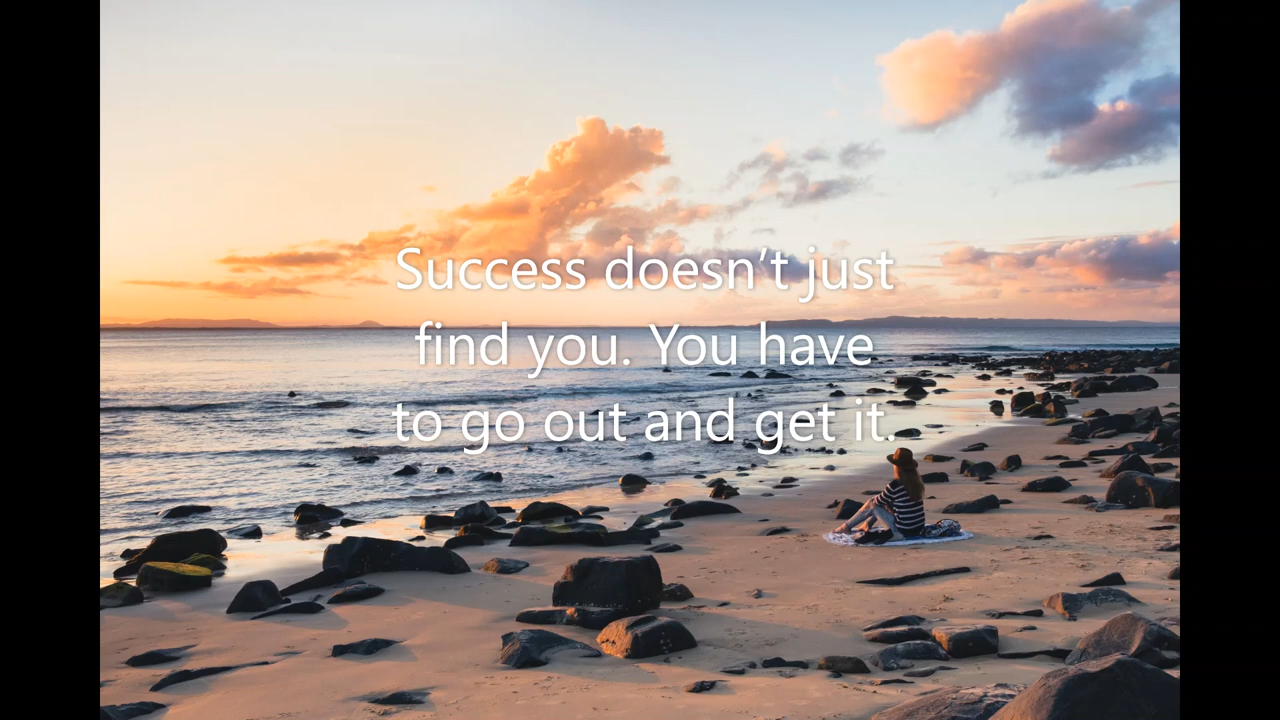 Success doesn’t just
find you. You have
to go out and get it.